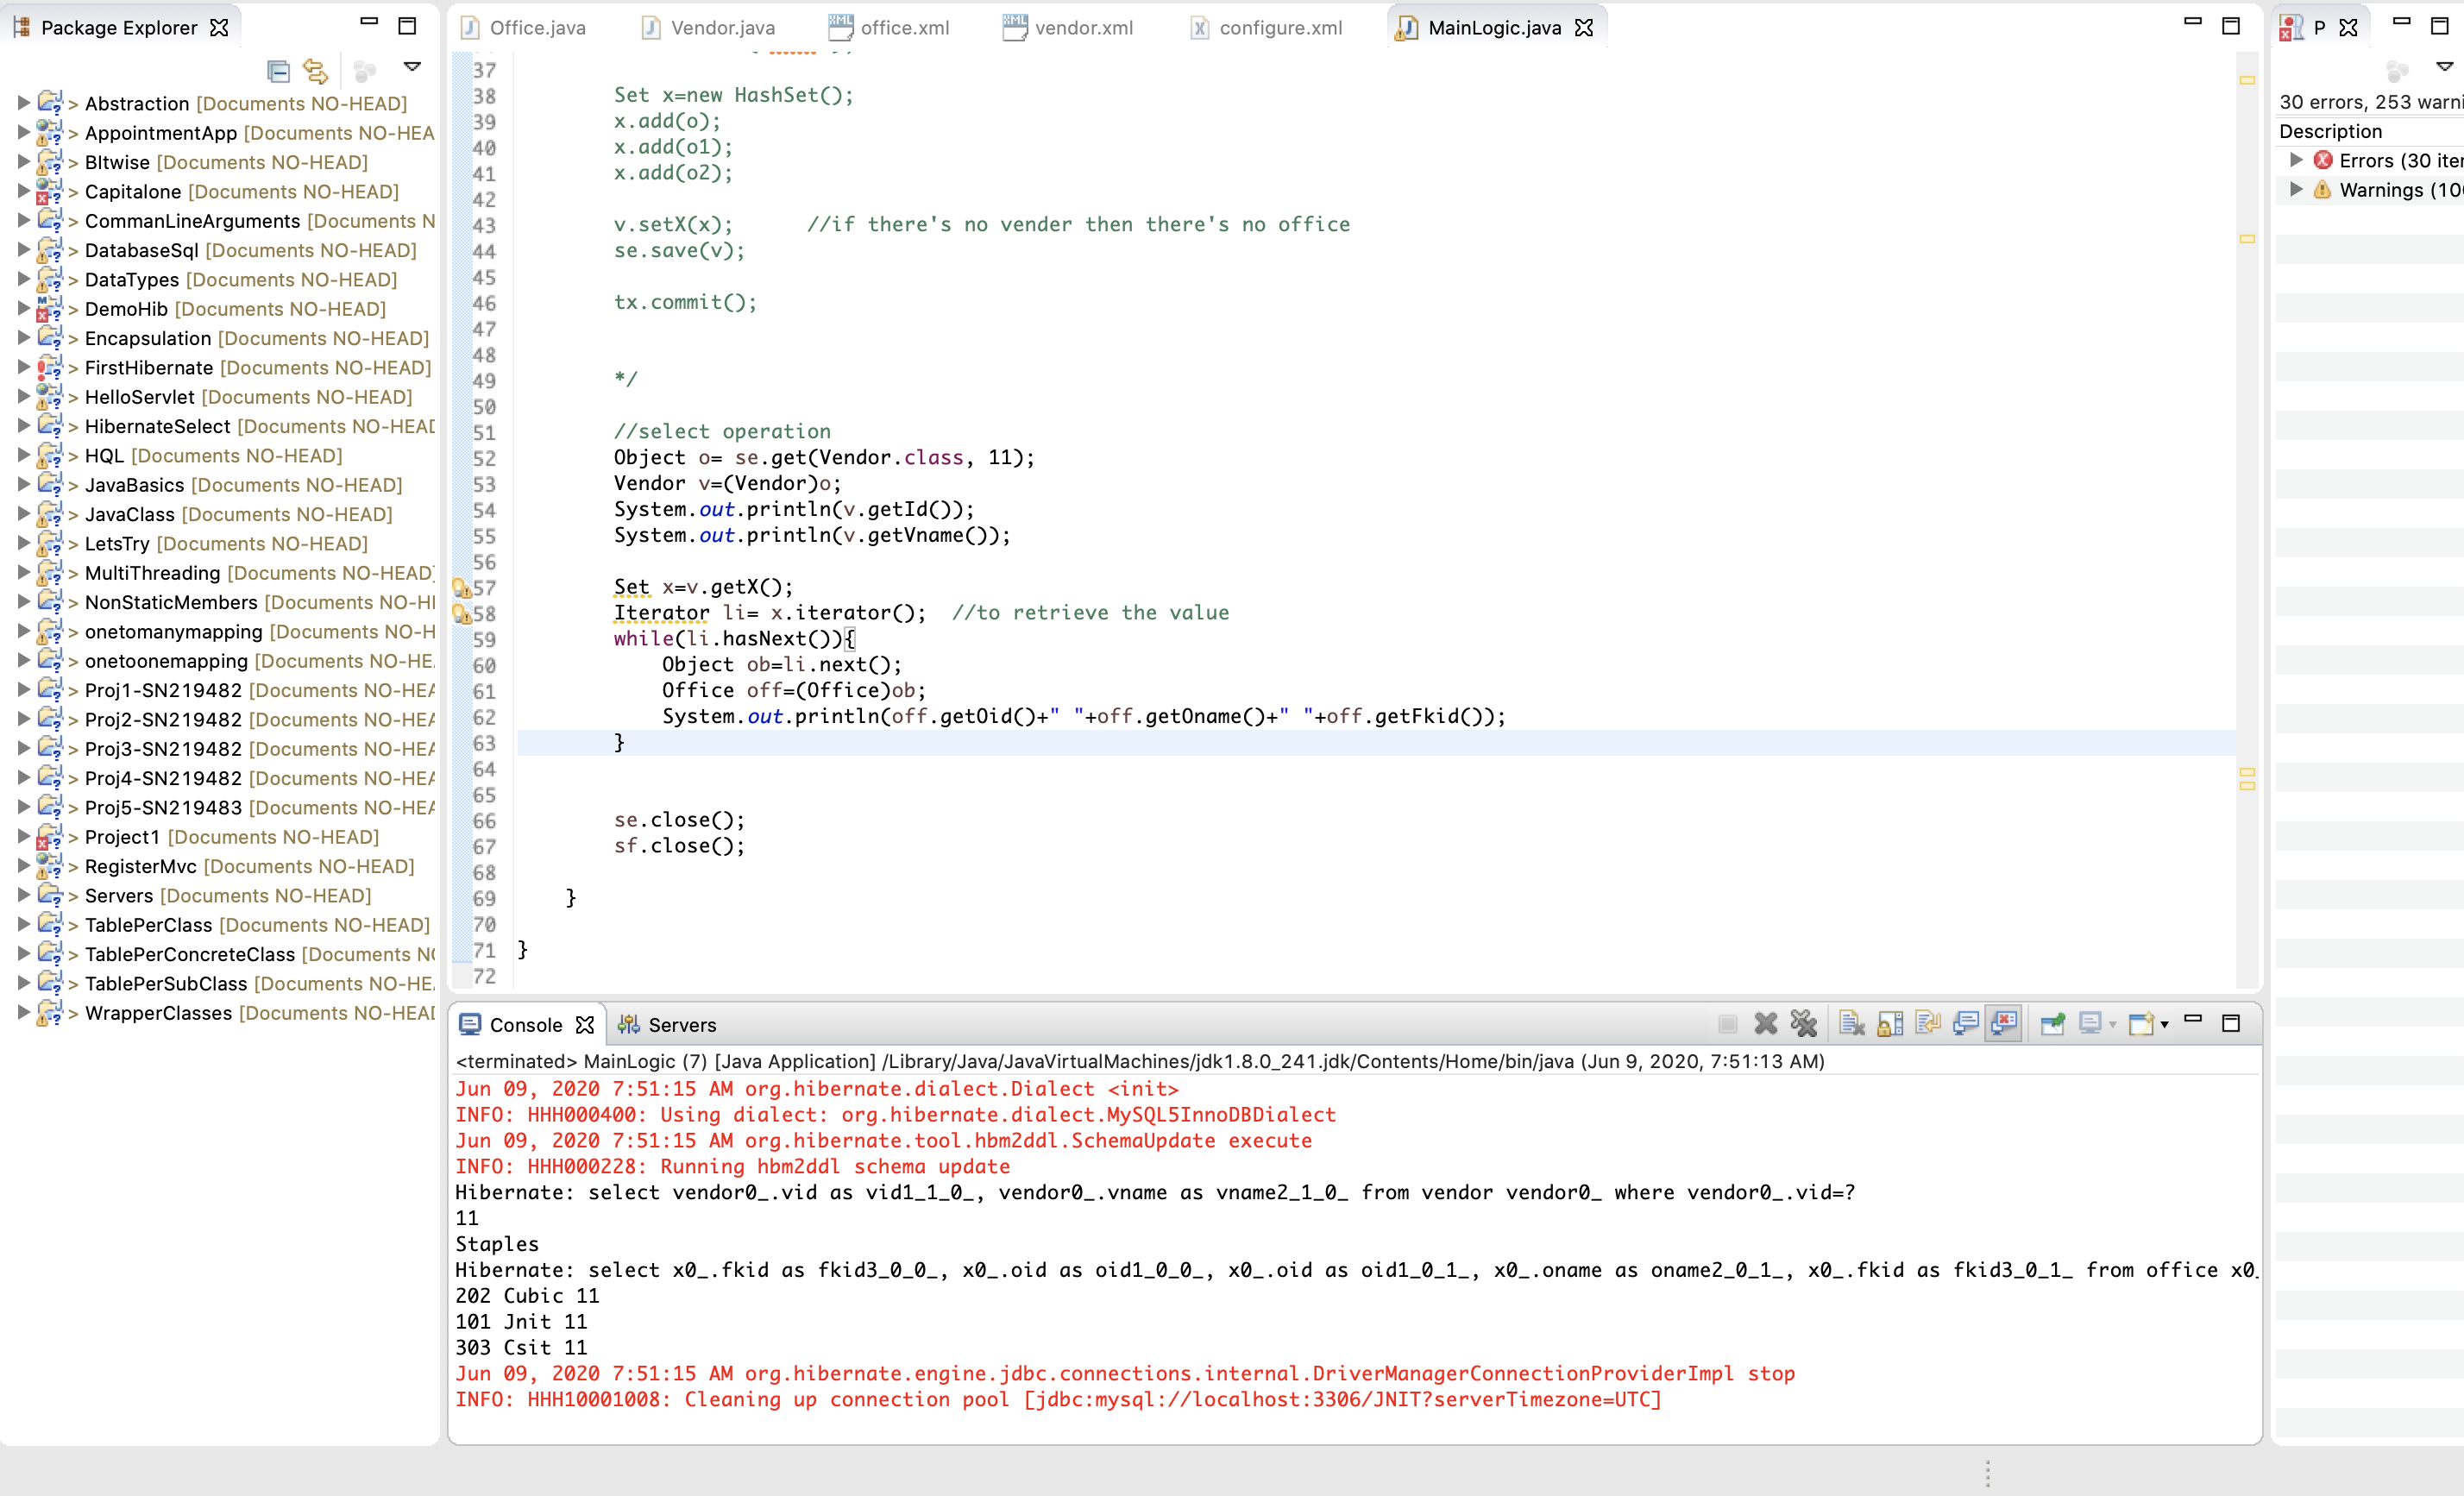 Package Explorer
> Abstraction [Documents NO-HEAD]
> AppointmentApp [Documents NO-HEA
> BItwise [Documents NO-HEAD]
> Capitalone [Documents NO-HEAD]
> CommanLineArguments [Documents N
> DatabaseSql [Documents NO-HEAD]
> DataTypes [Documents NO-HEAD]
> DemoHib [Documents NO-HEAD]
> Encapsulation [Documents NO-HEAD]
> FirstHibernate [Documents NO-HEAD]
> HelloServlet [Documents NO-HEAD]
> HibernateSelect [Documents NO-HEAD
> HQL [Documents NO-HEAD]
> JavaBasics [Documents NO-HEAD]
> JavaClass [Documents NO-HEAD]
> LetsTry [Documents NO-HEAD]
> MultiThreading [Documents NO-HEAD]
> NonStaticMembers [Documents NO-HE
> onetomanymapping [Documents NO-H
> onetoonemapping [Documents NO-HE
> Proj1-SN219482 [Documents NO-HEA
> Proj2-SN219482 [Documents NO-HEA
> Proj3-SN219482 [Documents NO-HEA
> Proj4-SN219482 [Documents NO-HEA
> Proj5-SN219483 [Documents NO-HEA
> Project1 [Documents NO-HEAD]
> RegisterMvc [Documents NO-HEAD]
> Servers [Documents NO-HEAD]
> TablePerClass [Documents NO-HEAD]
> TablePerConcreteClass [Documents NO
> TablePerSubClass [Documents NO-HE
> WrapperClasses [Documents NO-HEAD
Office.java Vendor.java office.xml vendor.xml configure.xml MainLogic.java
37
38 Set x=new HashSet();
39 x.add(o);
40 x.add(o1);
41 x.add(o2);
42
43 v.setX(x); //if there's no vender then there's no office
44 se.save(v);
45
46 tx.commit();
47
48
49 */
50
51 //select operation
52 Object o= se.get(Vendor.class, 11);
53 Vendor v=(Vendor)o;
54 System.out.println(v.getId());
55 System.out.println(v.getVname());
56
57 Set x=v.getX();
58 Iterator li= x.iterator(); //to retrieve the value
59 while(li.hasNext()){
60 Object ob=li.next();
61 Office off=(Office)ob;
62 System.out.println(off.getOid()+" "+off.getOname()+" "+off.getFkid());
63 }
64
65
66 se.close();
67 sf.close();
68
69 }
70
71 }
72
Console Servers
<terminated> MainLogic (7) [Java Application] /Library/Java/JavaVirtualMachines/jdk1.8.0_241.jdk/Contents/Home/bin/java (Jun 9, 2020, 7:51:13 AM)
Jun 09, 2020 7:51:15 AM org.hibernate.dialect.Dialect <init>
INFO: HHH000400: Using dialect: org.hibernate.dialect.MySQL5InnoDBDialect
Jun 09, 2020 7:51:15 AM org.hibernate.tool.hbm2ddl.SchemaUpdate execute
INFO: HHH000228: Running hbm2ddl schema update
Hibernate: select vendor0_.vid as vid1_1_0_, vendor0_.vname as vname2_1_0_ from vendor vendor0_ where vendor0_.vid=?
11
Staples
Hibernate: select x0_.fkid as fkid3_0_0_, x0_.oid as oid1_0_0_, x0_.oid as oid1_0_1_, x0_.oname as oname2_0_1_, x0_.fkid as fkid3_0_1_ from office x0_
202 Cubic 11
101 Jnit 11
303 Csit 11
Jun 09, 2020 7:51:15 AM org.hibernate.engine.jdbc.connections.internal.DriverManagerConnectionProviderImpl stop
INFO: HHH10001008: Cleaning up connection pool [jdbc:mysql://localhost:3306/JNIT?serverTimezone=UTC]
P
30 errors, 253 warni
Description
Errors (30 iter
Warnings (10